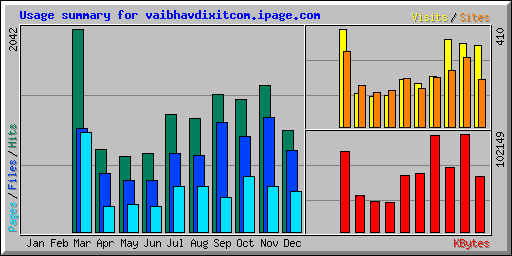 Usage summary for vaibhavdixitcom.ipage.com
Visits/Sites
2042
410
Pages/Files/Hits
102149
Jan Feb Mar Apr May Jun Jul Aug Sep Oct Nov Dec
KBytes